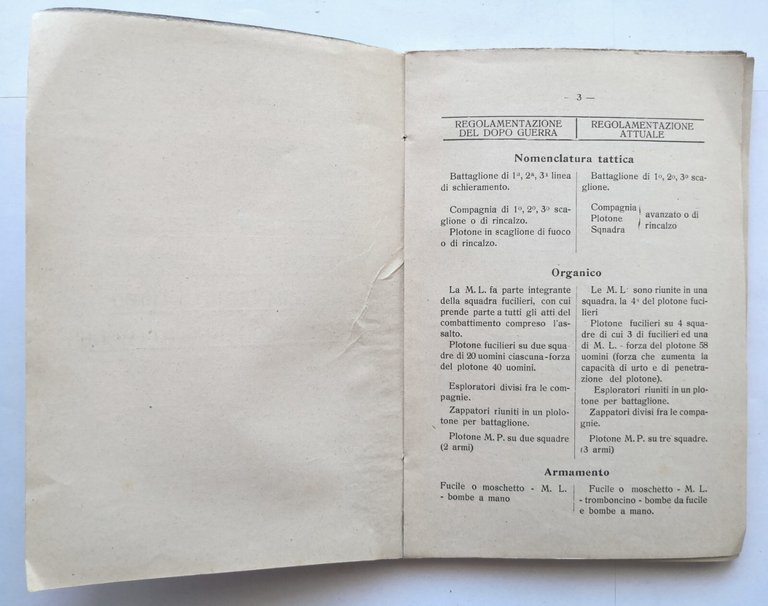 — 3 —
REGOLAMENTAZIONE
DEL DOPO GUERRA
REGOLAMENTAZIONE
ATTUALE
Nomenclatura tattica
Battaglione di 1ª, 2ª, 3ª linea
di schieramento.
Battaglione di 1º, 2º, 3º sca-
glione.
Compagnia di 1º, 2º, 3º sca-
glione o di rincalzo.
Plotone in scaglione di fuoco
o di rincalzo.
Compagnia
Plotone
Sqnadra
avanzato o di
rincalzo
Organico
La M. L. fa parte integrante
della squadra fucilieri, con cui
prende parte a tutti gli atti del
combattimento compreso l'as-
salto.
Plotone fucilieri su due squa
dre di 20 uomini ciascuna-forza
del plotone 40 uomini.
Esploratori divisi fra le com-
pagnie.
Zappatori riuniti in un plolo-
tone per battaglione.
Plotone M. P. su due squadre
(2 armi)
Le M. L. sono riunite in una
squadra, la 4ª del plotone fuci-
lieri
Plotone fucilieri su 4 squa-
dre di cui 3 di fucilieri ed una
di M. L. - forza del plotone 58
uomini (forza che aumenta la
capacità di urto e di penetra-
zione del plotone).
Esploratori riuniti in un plo-
tone per battaglione.
Zappatori divisi fra le compa-
gnie.
Plotone M. P. su tre squadre.
(3 armi)
Armamento
Fucile o moschetto - M. L.
- bombe a mano
Fucile o moschetto - M. L.
- tromboncino - bombe da fucile
e bombe a mano.